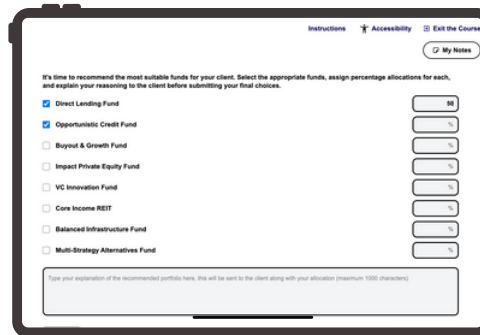 Instructions
Accessibility
Exit the Course
My Notes
It's time to recommend the most suitable funds for your client. Select the appropriate funds, assign percentage allocations for each,
and explain your reasoning to the client before submitting your final choices.
Direct Lending Fund
Opportunistic Credit Fund
%
Buyout & Growth Fund
%
Impact Private Equity Fund
%
VC Innovation Fund
%
Core Income REIT
%
Balanced Infrastructure Fund
%
Multi-Strategy Alternatives Fund
%
Type your explanation of the recommended portfolio here, this will be sent to the client along with your allocation (maximum 1000 characters)